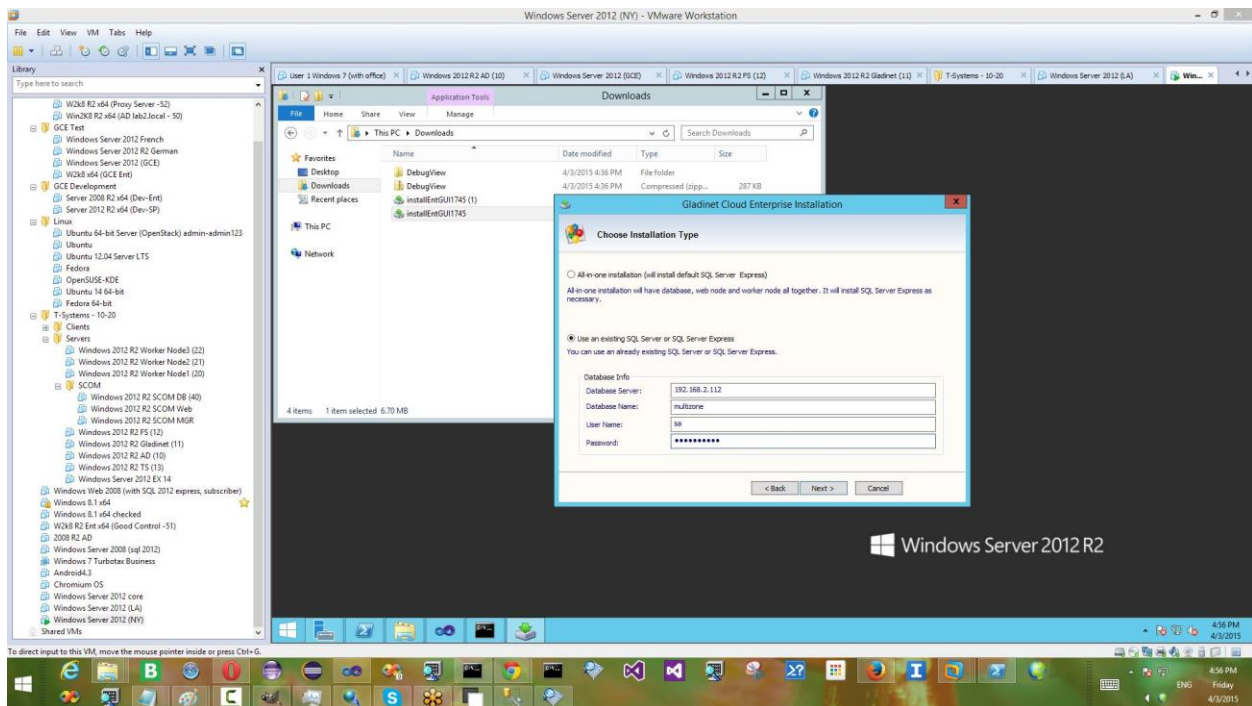 Windows Server 2012 (NY) - VMware Workstation
File Edit View VM Tabs Help
Library
Type here to search
W2k8 R2 x64 (Proxy Server -52)
Win2K8 R2 x64 (AD lab2.local - 50)
GCE Test
Windows Server 2012 French
Windows Server 2012 R2 German
Windows Server 2012 (GCE)
W2k8 x64 (GCE Ent)
GCE Development
Server 2008 R2 x64 (Dev-Ent)
Server 2012 R2 x64 (Dev-SP)
Linux
Ubuntu 64-bit Server (OpenStack) admin-admin123
Ubuntu
Ubuntu 12.04 Server LTS
Fedora
OpenSUSE-KDE
Ubuntu 14 64-bit
Fedora 64-bit
T-Systems - 10-20
Clients
Servers
Windows 2012 R2 Worker Node3 (22)
Windows 2012 R2 Worker Node2 (21)
Windows 2012 R2 Worker Node1 (20)
SCOM
Windows 2012 R2 SCOM DB (40)
Windows 2012 R2 SCOM Web
Windows 2012 R2 SCOM MGR
Windows 2012 R2 FS (12)
Windows 2012 R2 Gladinet (11)
Windows 2012 R2 AD (10)
Windows 2012 R2 TS (13)
Windows Server 2012 EX 14
Windows Web 2008 (with SQL 2012 express, subscriber)
Windows 8.1 x64
Windows 8.1 x64 checked
W2k8 R2 Ent x64 (Good Control -51)
2008 R2 AD
Windows Server 2008 (sql 2012)
Windows 7 Turbotax Business
Android4.3
Chromium OS
Windows Server 2012 core
Windows Server 2012 (LA)
Windows Server 2012 (NY)
Shared VMs
User 1 Windows 7 (with office)
Windows 2012 R2 AD (10)
Windows Server 2012 (GCE)
Windows 2012 R2 FS (12)
Windows 2012 R2 Gladinet (11)
T-Systems - 10-20
Windows Server 2012 (LA)
Win...
Application Tools
Downloads
File Home Share View Manage
This PC Downloads
Search Downloads
Favorites
Desktop
Downloads
Recent places
This PC
Network
Name Date modified Type Size
DebugView 4/3/2015 4:36 PM File folder
DebugView 4/3/2015 4:36 PM Compressed (zipp... 287 KB
installEntGUI1745 (1)
installEntGUI1745
4 items 1 item selected 6.70 MB
Gladinet Cloud Enterprise Installation
Choose Installation Type
All-in-one installation (will install default SQL Server Express)
All-in-one installation will have database, web node and worker node all together. It will install SQL Server Express as
necessary.
Use an existing SQL Server or SQL Server Express
You can use an already existing SQL Server or SQL Server Express.
Database Info
Database Server: 192.168.2.112
Database Name: multizone
User Name: sa
Password: ••••••••••
< Back Next > Cancel
Windows Server 2012 R2
4:56 PM
4/3/2015
To direct input to this VM, move the mouse pointer inside or press Ctrl+G.
ENG
4:56 PM
Friday
4/3/2015